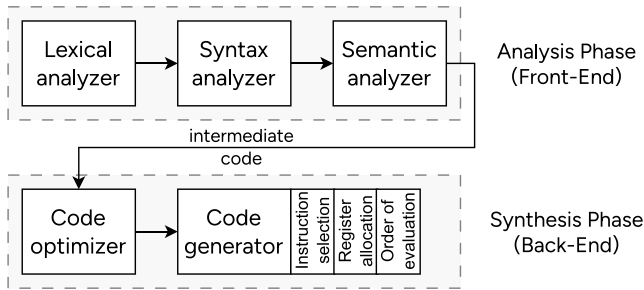 Lexical
analyzer
Syntax
analyzer
Semantic
analyzer
Analysis Phase
(Front-End)
intermediate
code
Code
optimizer
Code
generator
Instruction
selection
Register
allocation
Order of
evaluation
Synthesis Phase
(Back-End)